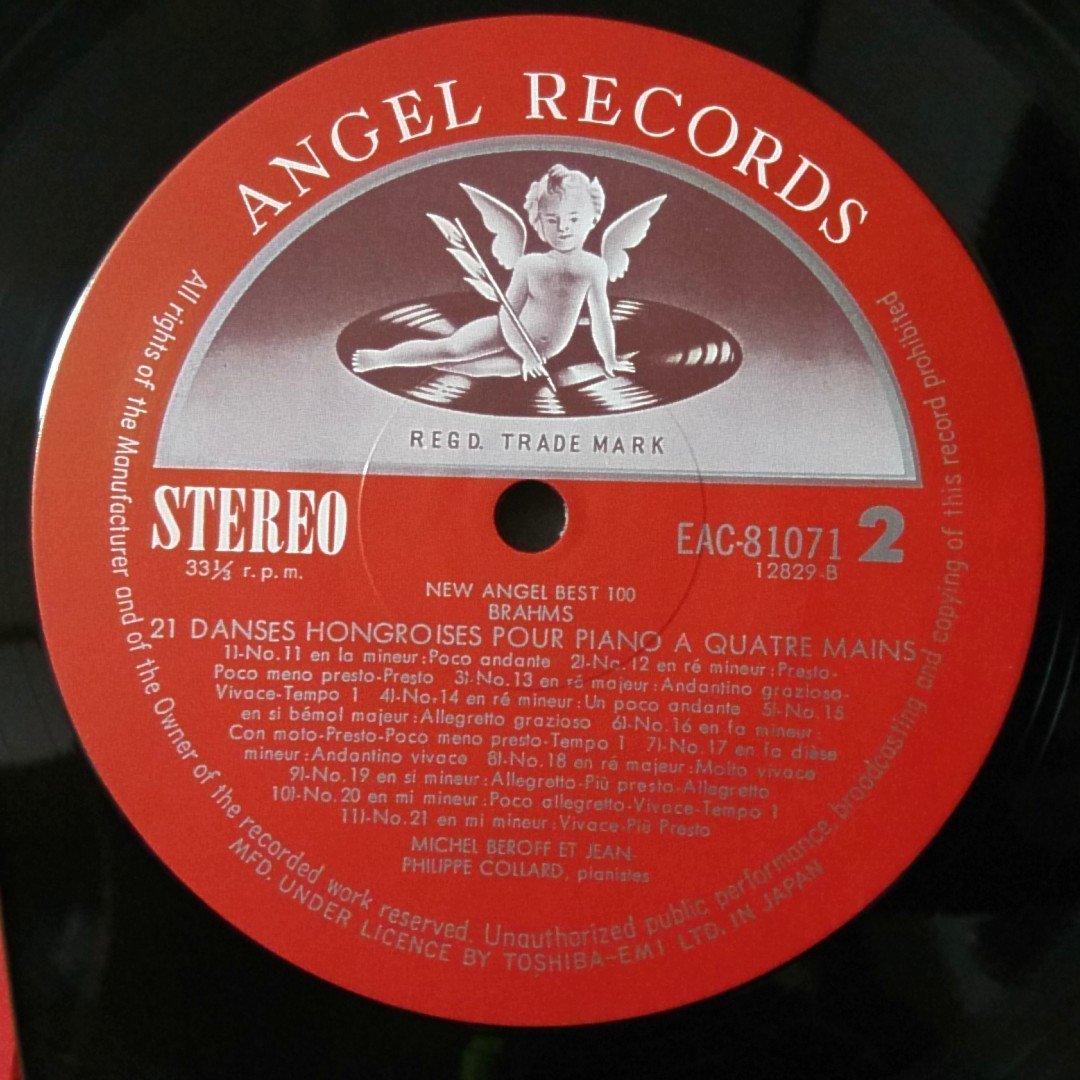 ANGEL RECORDS
REGD. TRADE MARK
STEREO
33⅓ r.p.m.
EAC-81071 2
12829-B
NEW ANGEL BEST 100
BRAHMS
21 DANSES HONGROISES POUR PIANO A QUATRE MAINS
1)-No.11 en la mineur:Poco andante 2)-No.12 en ré mineur:Presto-
Poco meno presto-Presto 3)-No.13 en ré majeur:Andantino grazioso-
Vivace-Tempo 1 4)-No.14 en ré mineur:Un poco andante 5)-No.15
en si bémol majeur:Allegretto grazioso 6)-No.16 en fa mineur:
Con moto-Presto-Poco meno presto-Tempo 1 7)-No.17 en fa dièse
mineur:Andantino vivace 8)-No.18 en ré majeur:Molto vivace
9)-No.19 en si mineur:Allegretto-Più presto-Allegretto
10)-No.20 en mi mineur:Poco allegretto-Vivace-Tempo 1
11)-No.21 en mi mineur:Vivace-Più Presto
MICHEL BEROFF ET JEAN-
PHILIPPE COLLARD, pianistes
All rights of the Manufacturer and of the Owner of the recorded work reserved. Unauthorized public performance, broadcasting and copying of this record prohibited
MFD. UNDER LICENCE BY TOSHIBA-EMI LTD. IN JAPAN